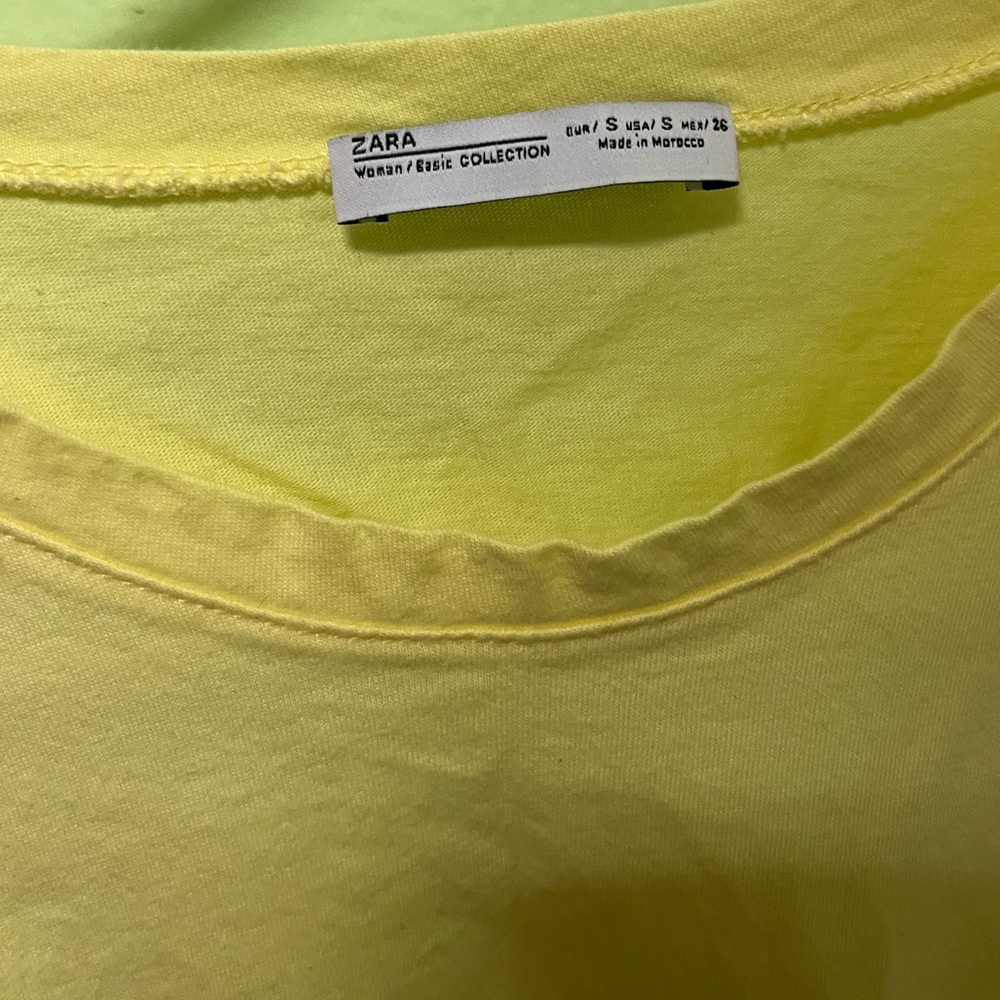 ZARA
Woman / Basic COLLECTION
EUR/ S USA/ S MEX/ 26
Made in Morocco